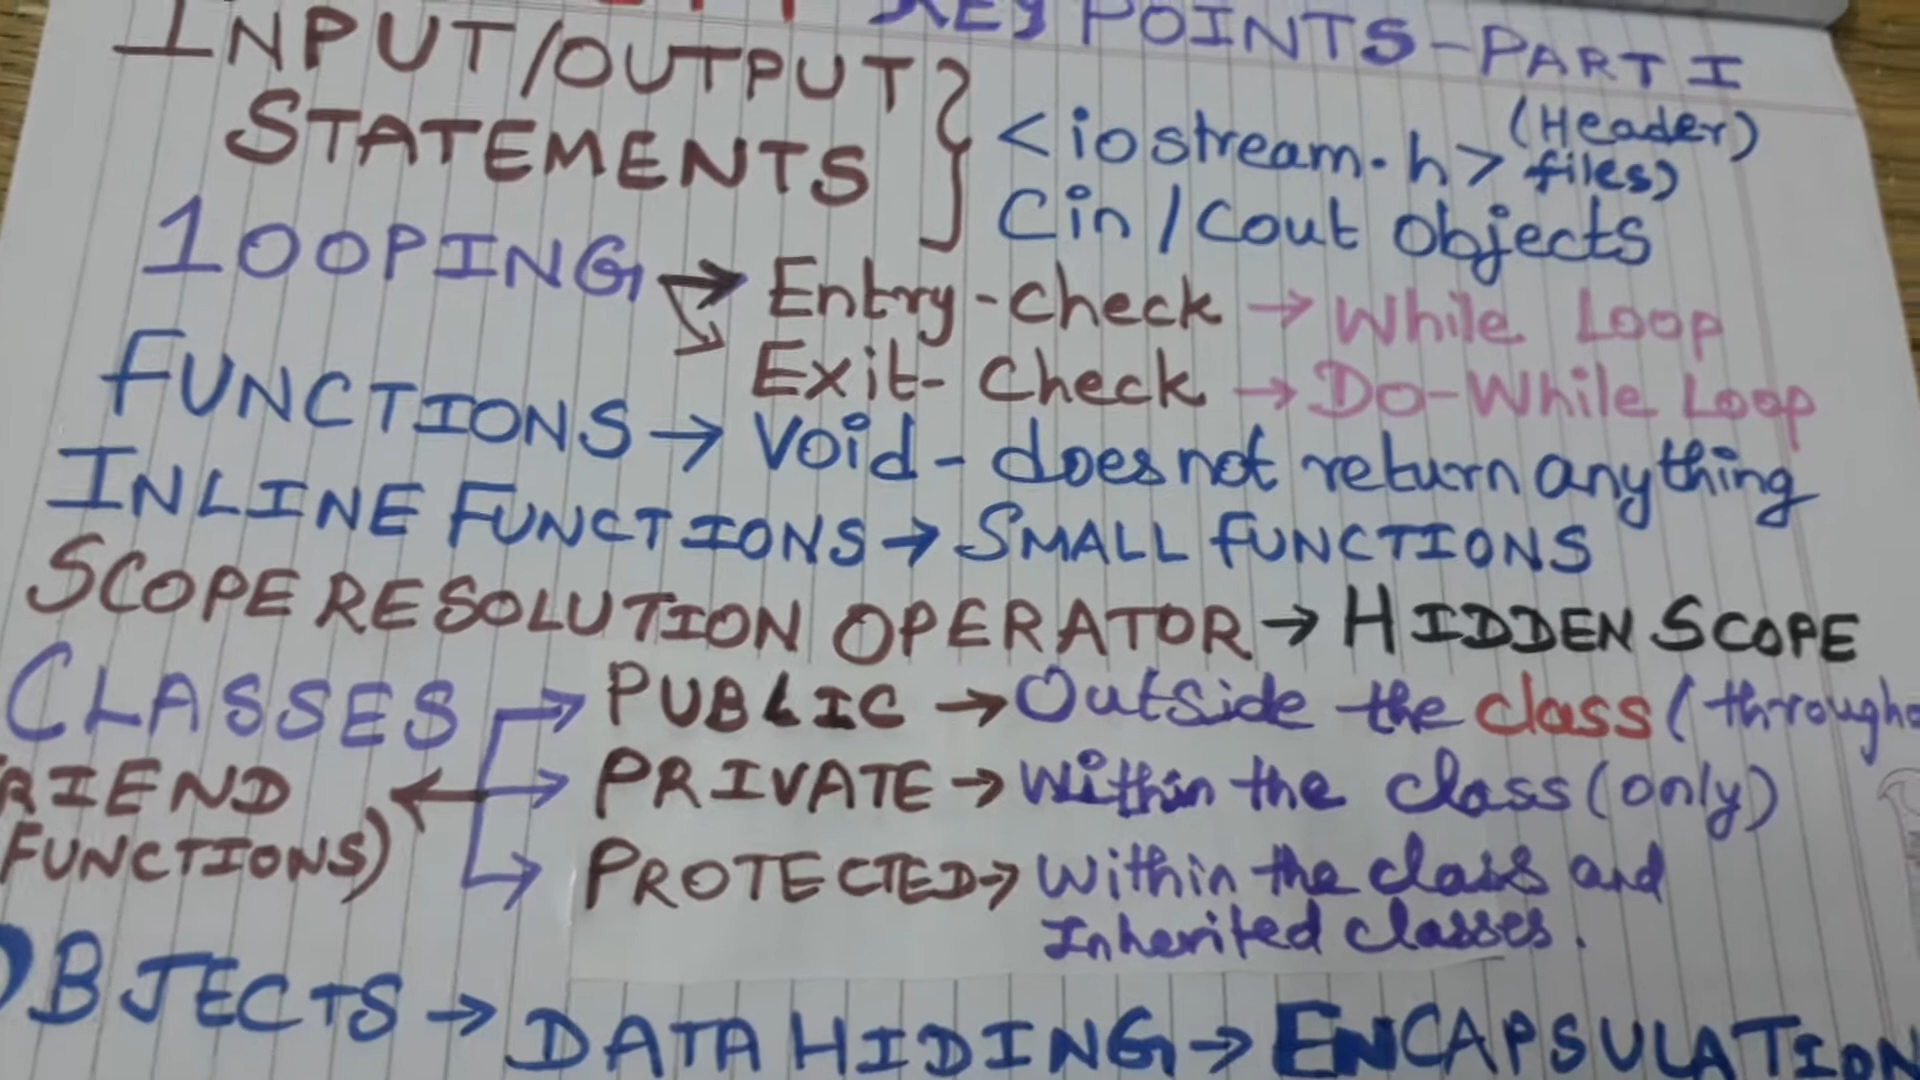 KEY POINTS-PART I
INPUT/OUTPUT
STATEMENTS
<iostream.h> (Header files)
Cin/Cout Objects
LOOPING → Entry-Check → While Loop
Exit-Check → Do-While Loop
FUNCTIONS → Void - does not return anything
INLINE FUNCTIONS → SMALL FUNCTIONS
SCOPE RESOLUTION OPERATOR → HIDDEN SCOPE
CLASSES → PUBLIC → Outside the class (through
RIEND
FUNCTIONS)
→ PRIVATE → Within the class (only)
→ PROTECTED → Within the class and
Inherited classes.
OBJECTS → DATA HIDING → ENCAPSULATION